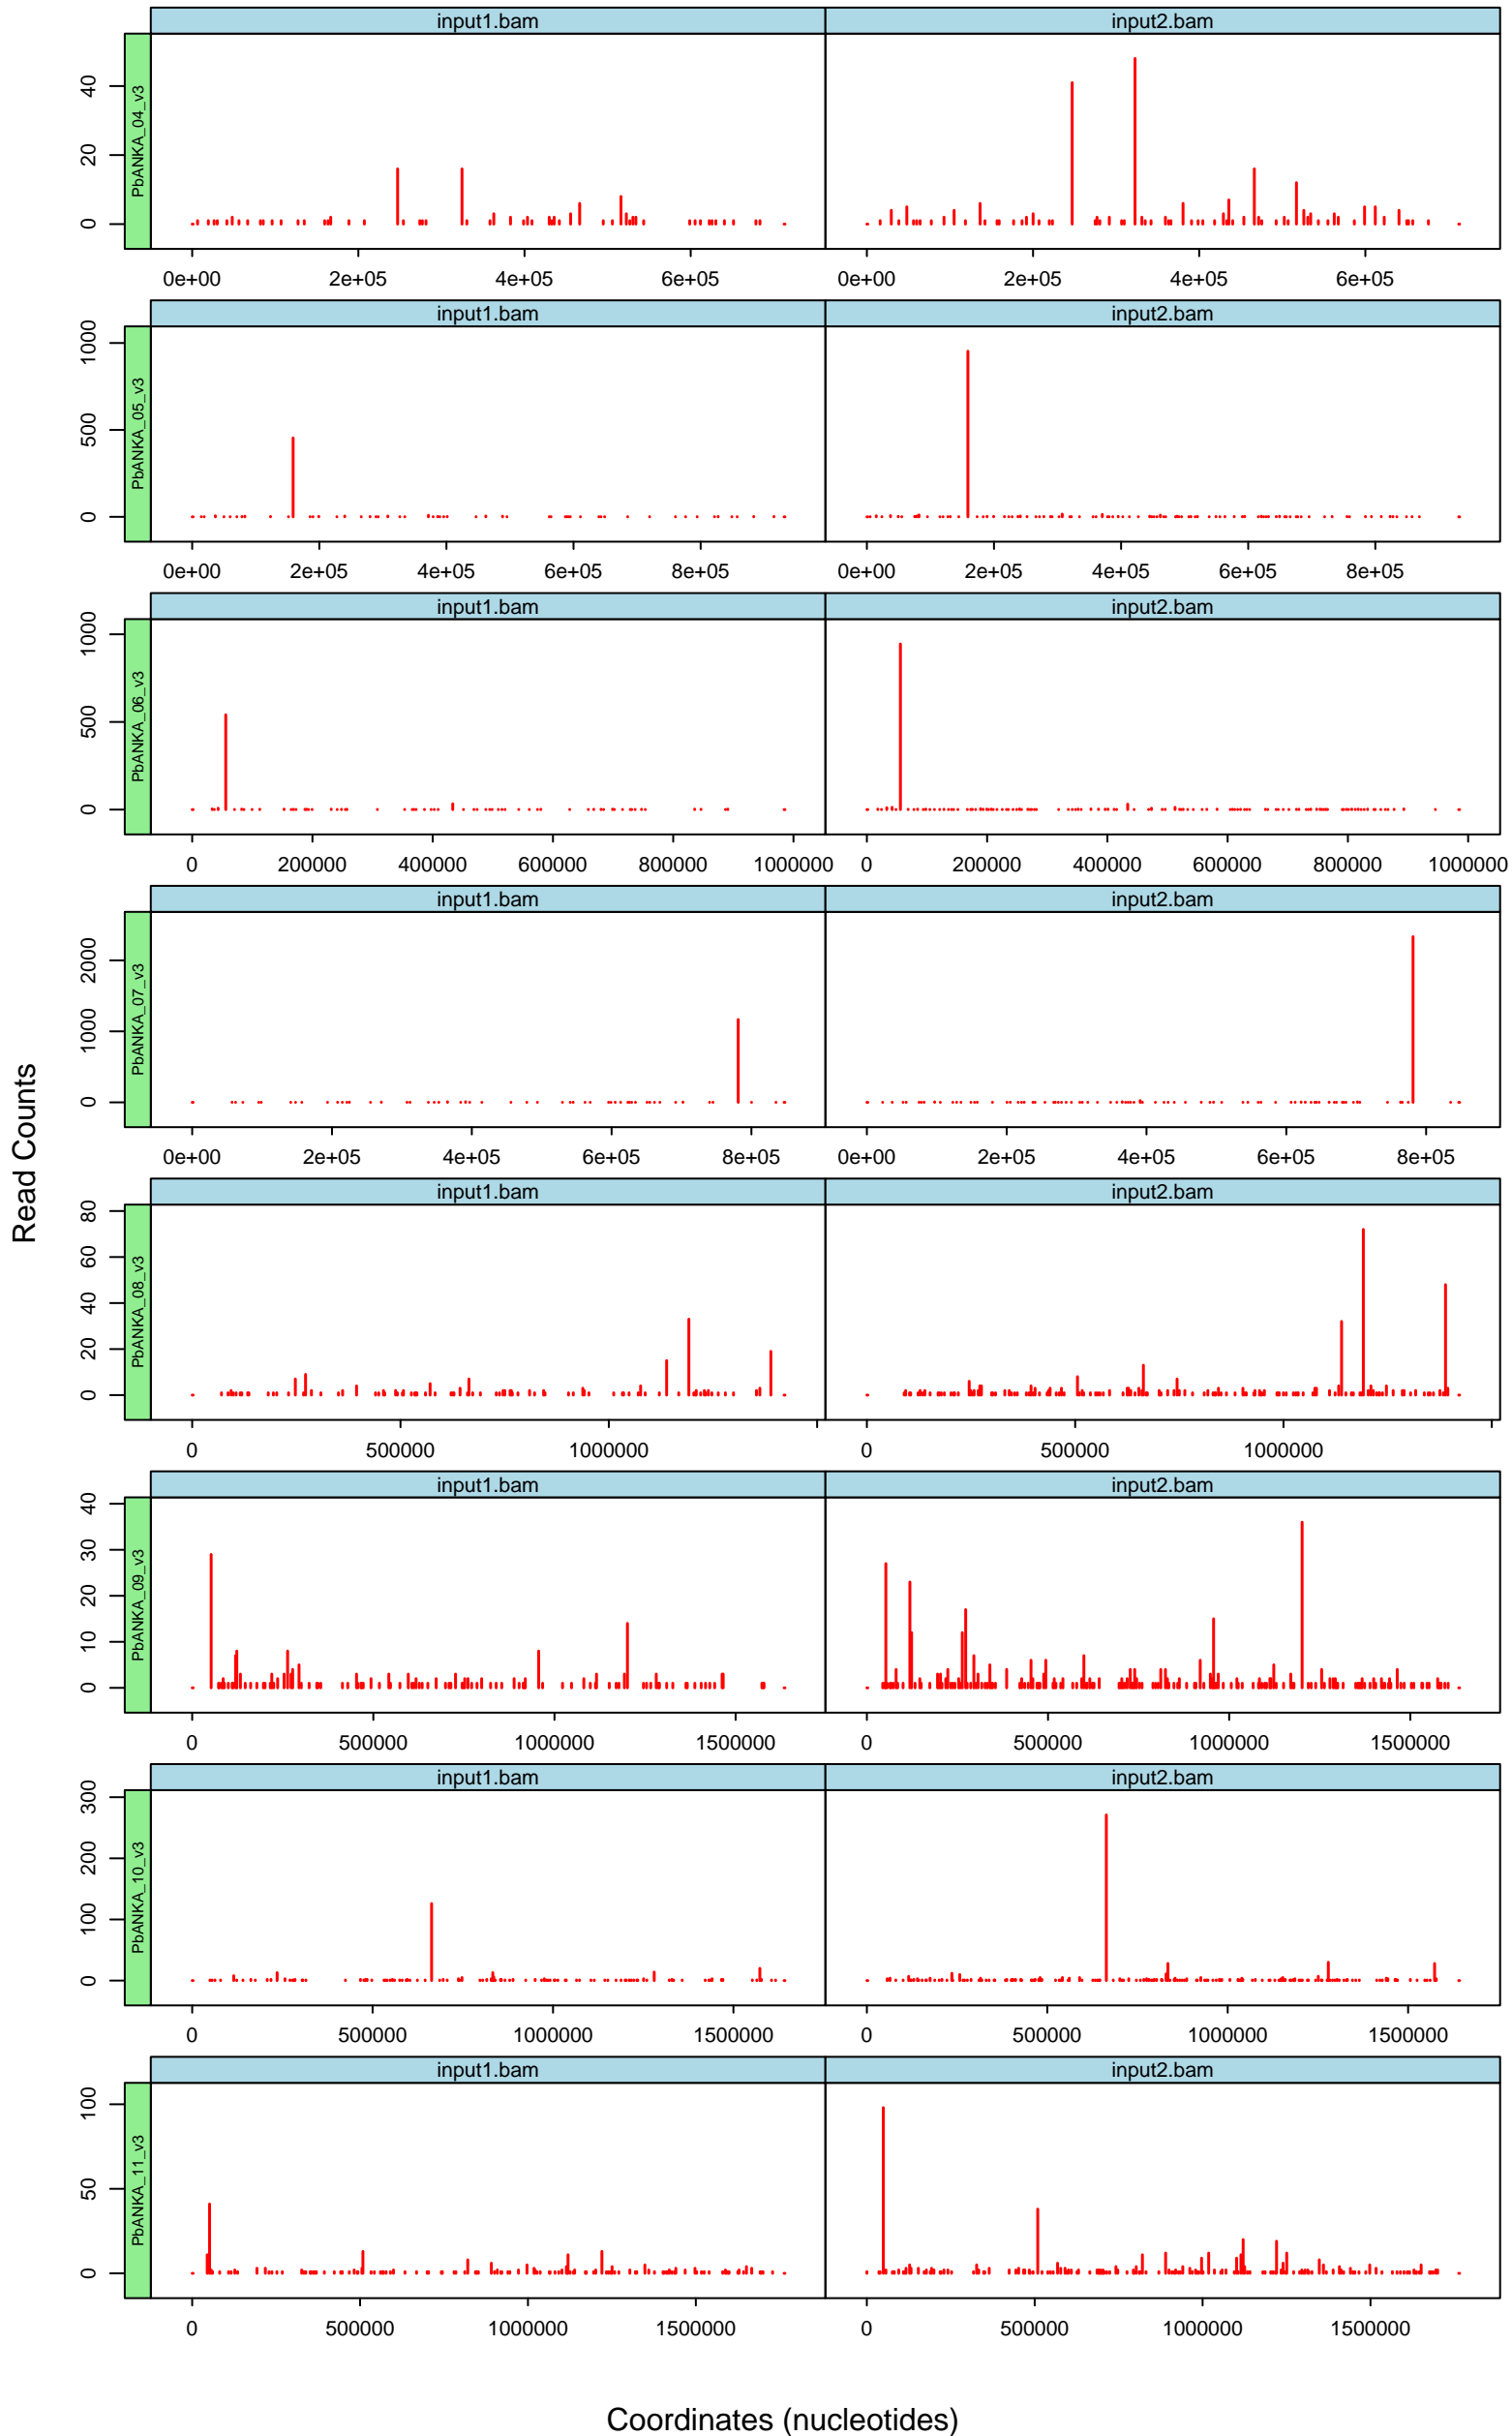 input1.bam input2.bam
PbANKA_04_v3
0 20 40
0e+00 2e+05 4e+05 6e+05 0e+00 2e+05 4e+05 6e+05
input1.bam input2.bam
PbANKA_05_v3
0 500 1000
0e+00 2e+05 4e+05 6e+05 8e+05 0e+00 2e+05 4e+05 6e+05 8e+05
input1.bam input2.bam
PbANKA_06_v3
0 500 1000
0 200000 400000 600000 800000 1000000 0 200000 400000 600000 800000 1000000
input1.bam input2.bam
PbANKA_07_v3
0 1000 2000
0e+00 2e+05 4e+05 6e+05 8e+05 0e+00 2e+05 4e+05 6e+05 8e+05
Read Counts
input1.bam input2.bam
PbANKA_08_v3
0 20 40 60 80
0 500000 1000000 0 500000 1000000
input1.bam input2.bam
PbANKA_09_v3
0 10 20 30 40
0 500000 1000000 1500000 0 500000 1000000 1500000
input1.bam input2.bam
PbANKA_10_v3
0 100 200 300
0 500000 1000000 1500000 0 500000 1000000 1500000
input1.bam input2.bam
PbANKA_11_v3
0 50 100
0 500000 1000000 1500000 0 500000 1000000 1500000
Coordinates (nucleotides)